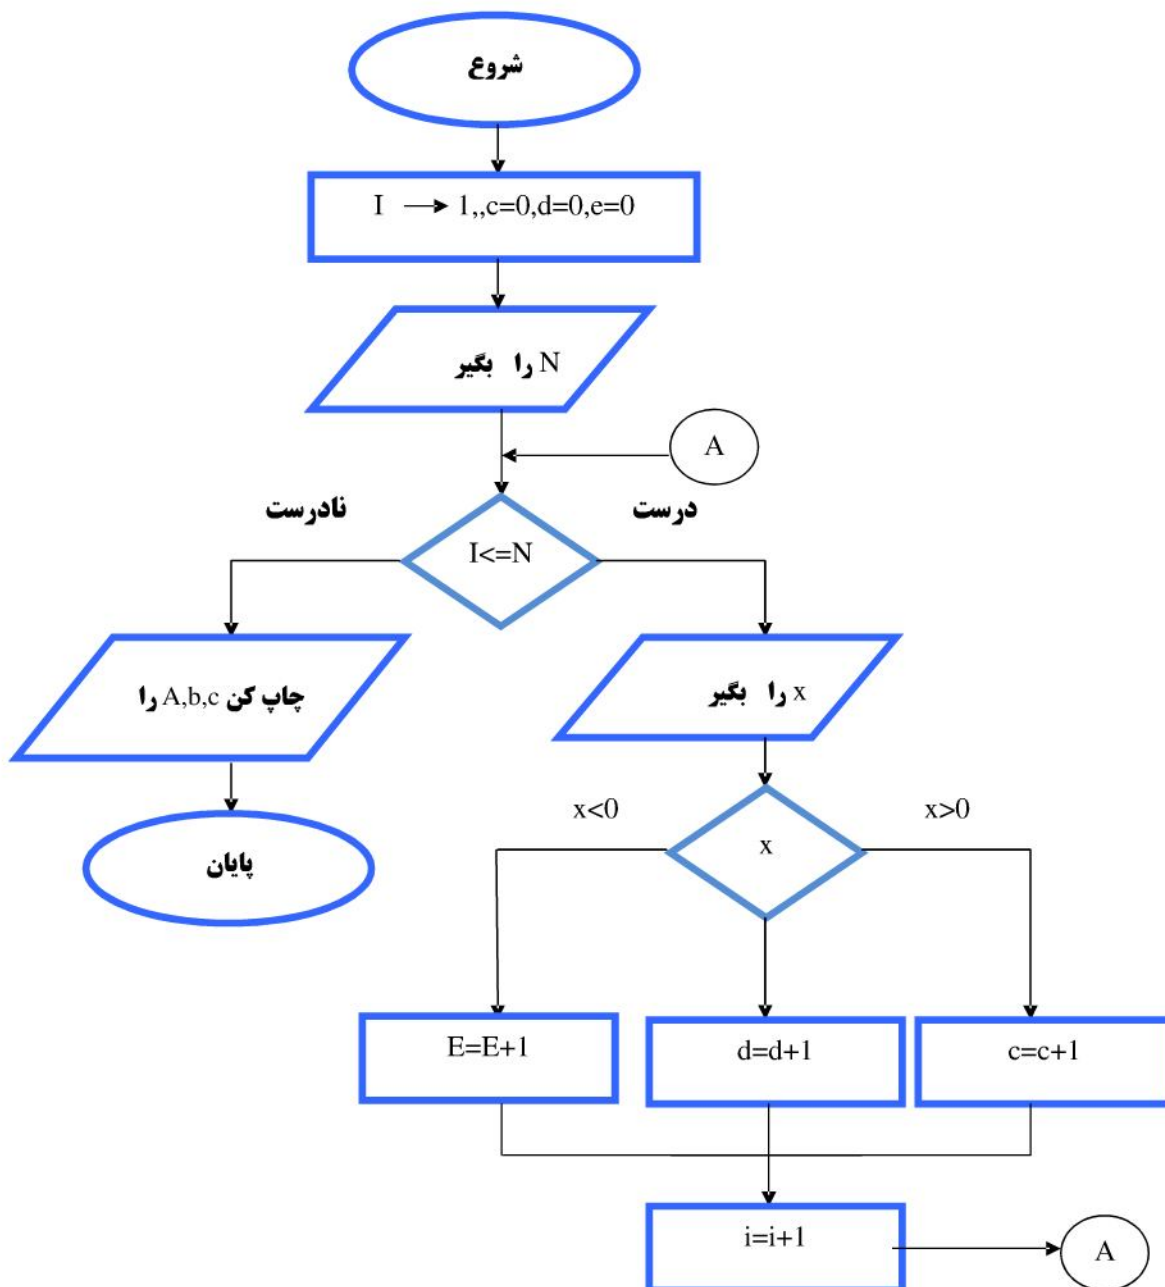 شروع
I → 1,,c=0,d=0,e=0
N را بگیر
A
نادرست
درست
I<=N
چاپ کن A,b,c را
x را بگیر
x<0
x>0
x
پایان
E=E+1
d=d+1
c=c+1
i=i+1
A